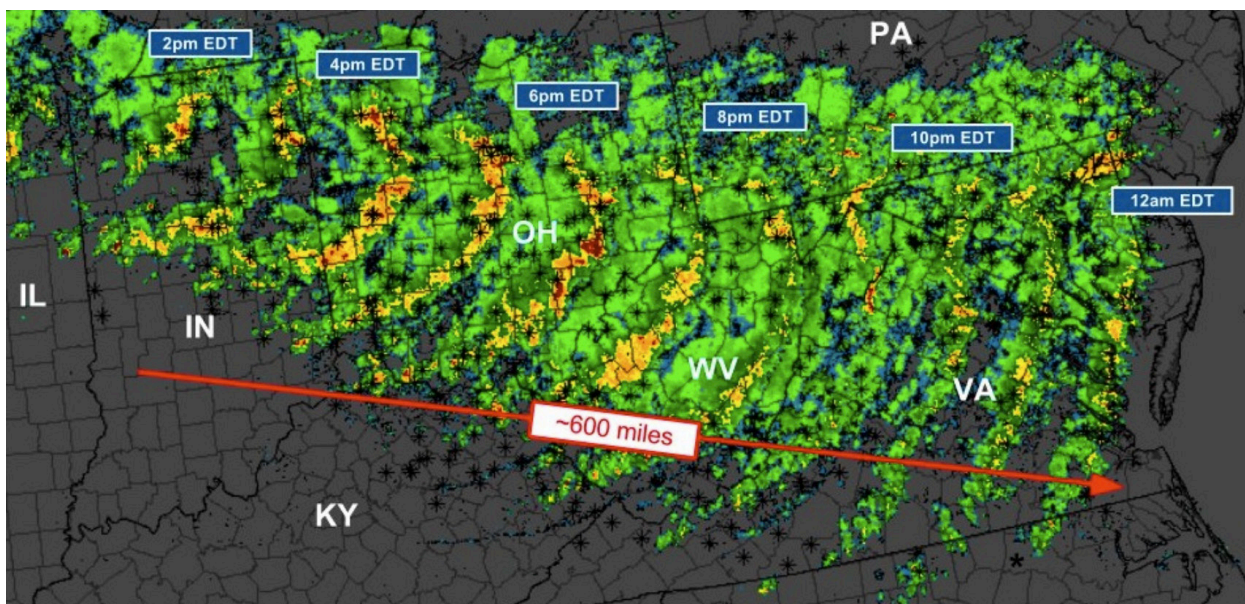 PA
2pm EDT
4pm EDT
6pm EDT
8pm EDT
10pm EDT
12am EDT
OH
IL
IN
WV
VA
~600 miles
KY